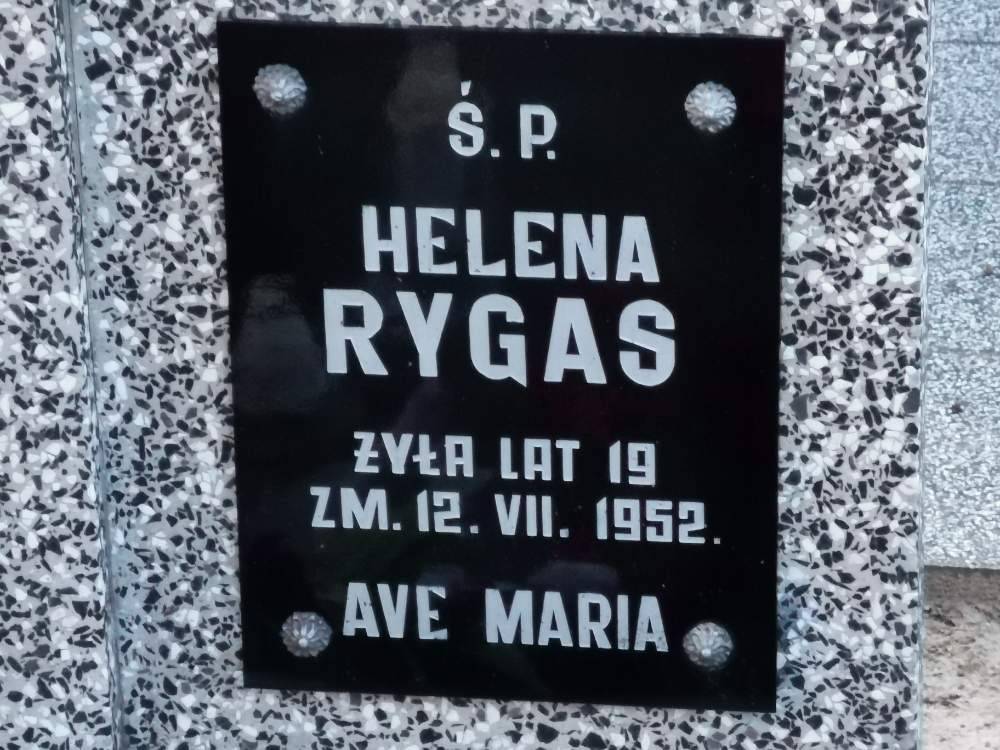 Ś. P.
HELENA
RYGAS
ŻYŁA LAT 19
ZM. 12. VII. 1952.
AVE MARIA